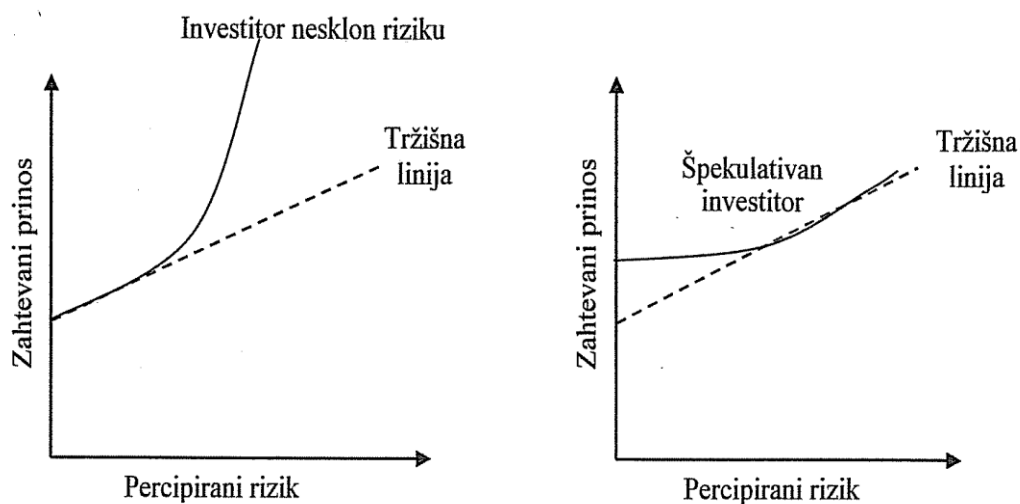 Investitor nesklon riziku
Tržišna
linija
Zahtevani prinos
Percipirani rizik
Špekulativan
investitor
Tržišna
linija
Zahtevani prinos
Percipirani rizik